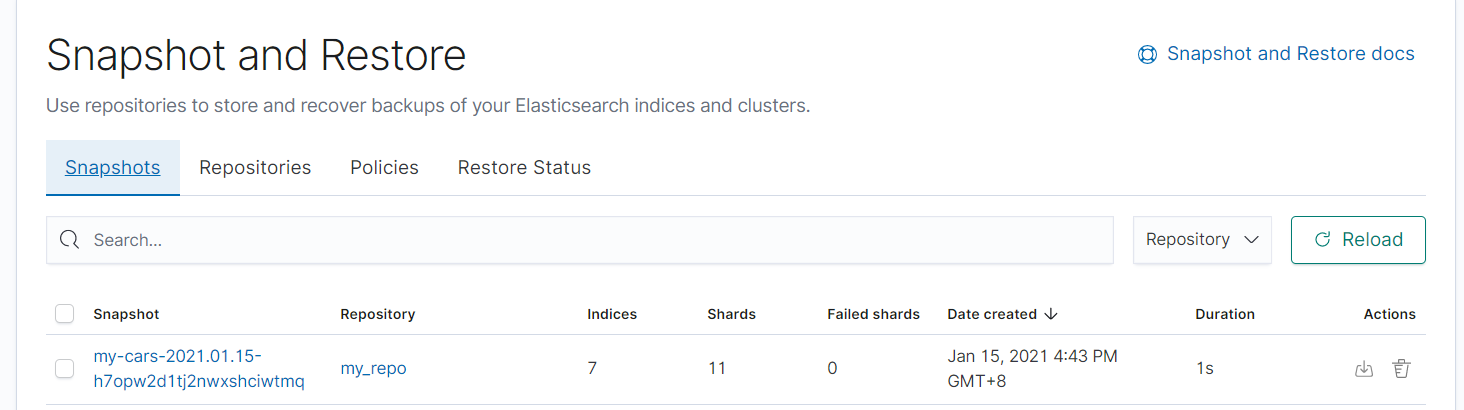 Snapshot and Restore
Snapshot and Restore docs
Use repositories to store and recover backups of your Elasticsearch indices and clusters.
Snapshots Repositories Policies Restore Status
Search... Repository Reload
Snapshot Repository Indices Shards Failed shards Date created Duration Actions
my-cars-2021.01.15- my_repo 7 11 0 Jan 15, 2021 4:43 PM 1s
h7opw2d1tj2nwxshciwtmq GMT+8